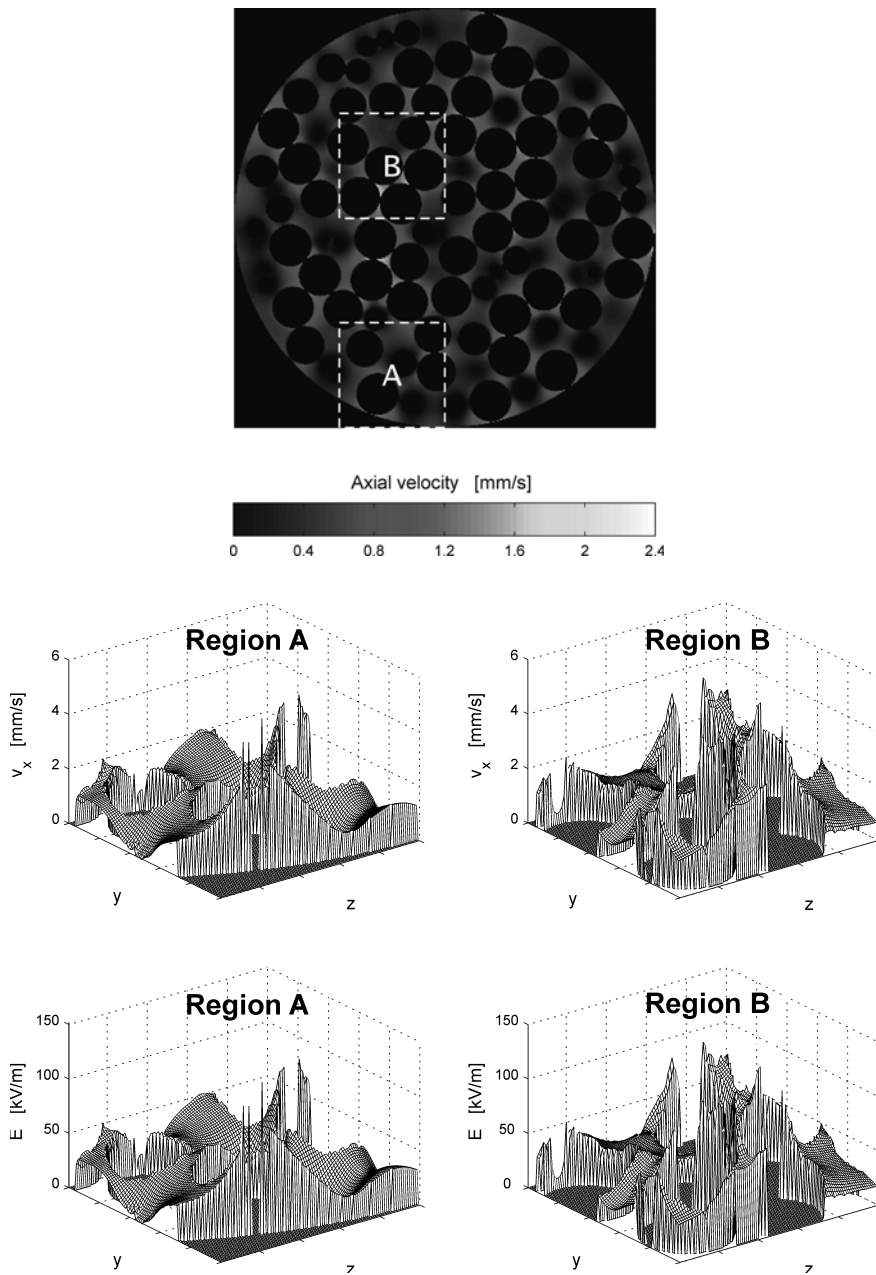 B
A
Axial velocity [mm/s]
0 0.4 0.8 1.2 1.6 2 2.4
Region A
6
4
2
0
v_x [mm/s]
y
z
Region B
6
4
2
0
v_x [mm/s]
y
z
Region A
150
100
50
0
E [kV/m]
y
z
Region B
150
100
50
0
E [kV/m]
y
z